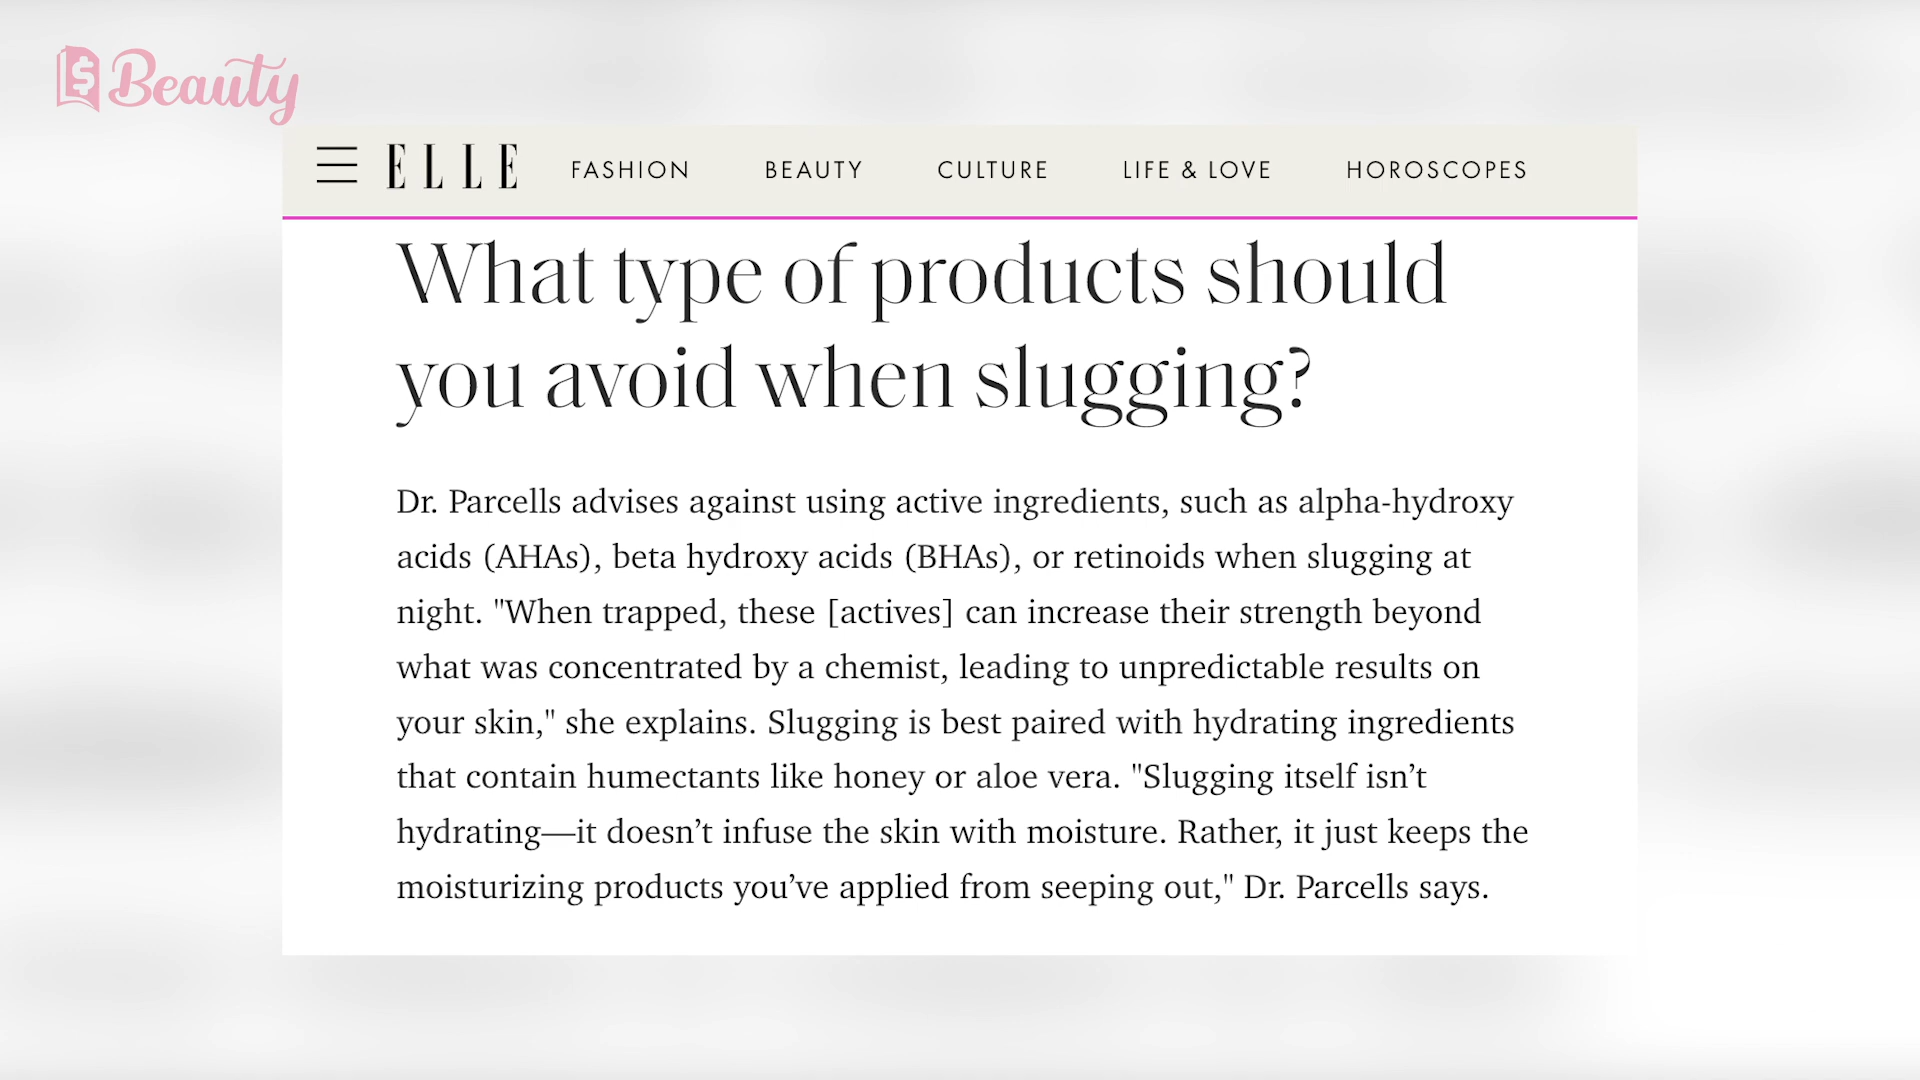 Beauty
ELLE FASHION BEAUTY CULTURE LIFE & LOVE HOROSCOPES
What type of products should
you avoid when slugging?
Dr. Parcells advises against using active ingredients, such as alpha-hydroxy
acids (AHAs), beta hydroxy acids (BHAs), or retinoids when slugging at
night. "When trapped, these [actives] can increase their strength beyond
what was concentrated by a chemist, leading to unpredictable results on
your skin," she explains. Slugging is best paired with hydrating ingredients
that contain humectants like honey or aloe vera. "Slugging itself isn’t
hydrating—it doesn’t infuse the skin with moisture. Rather, it just keeps the
moisturizing products you’ve applied from seeping out," Dr. Parcells says.